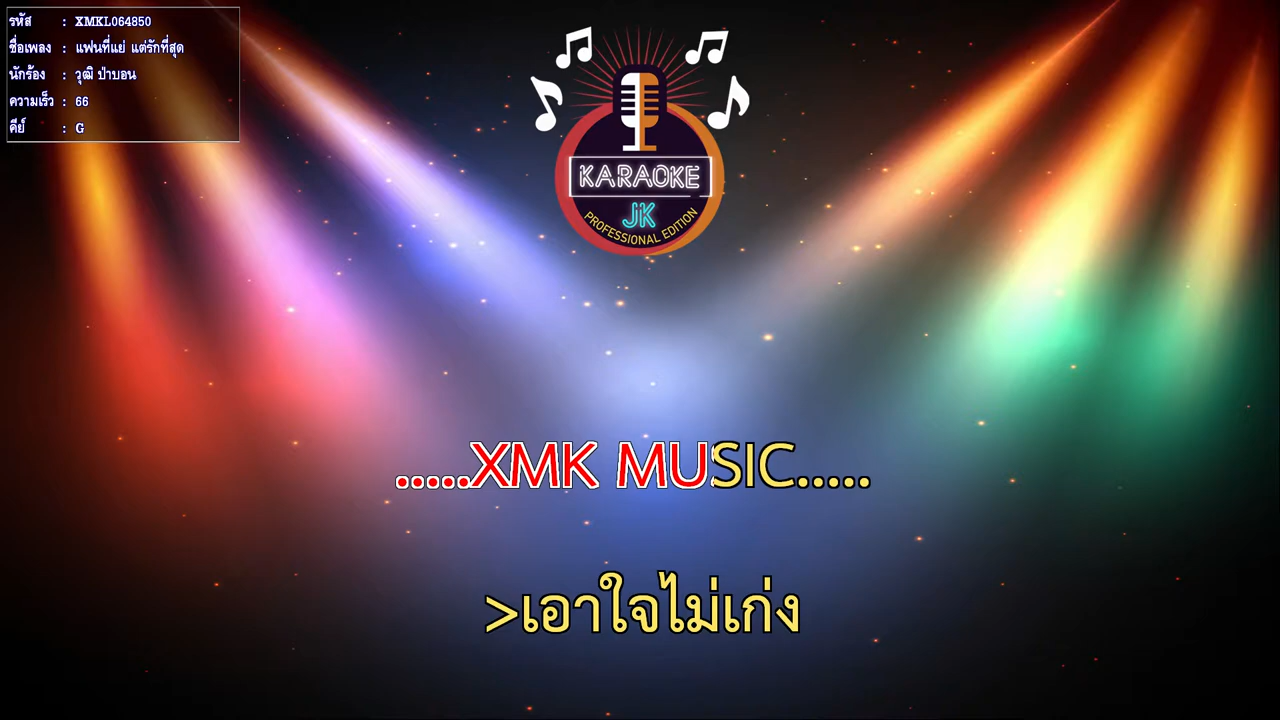 รหัส : XMKL064850
ชื่อเพลง : แฟนที่แย่ แต่รักที่สุด
นักร้อง : วุฒิ ป่าบอน
ความเร็ว : 66
คีย์ : G
KARAOKE
JK
PROFESSIONAL EDITION
.....XMK MUSIC.....
>เอาใจไม่เก่ง